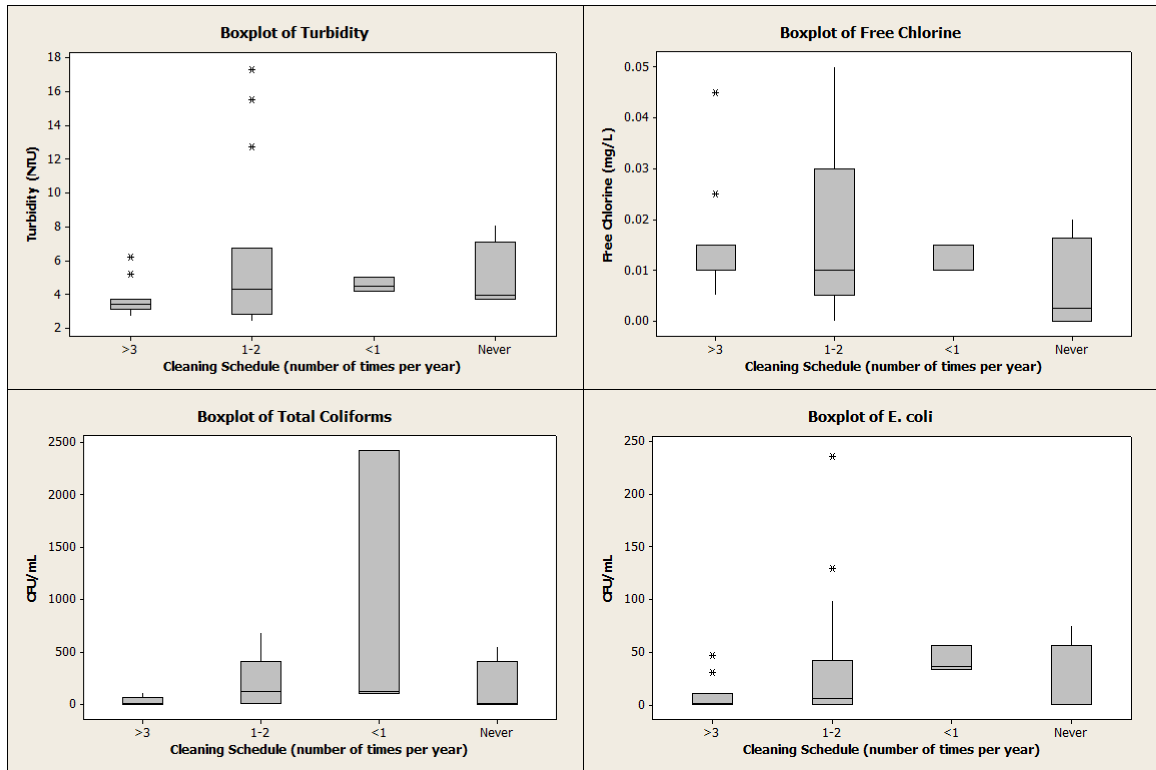 Boxplot of Turbidity
18
16
14
12
10
8
6
4
2
Turbidity (NTU)
>3 1-2 <1 Never
Cleaning Schedule (number of times per year)
Boxplot of Free Chlorine
0.05
0.04
0.03
0.02
0.01
0.00
Free Chlorine (mg/L)
>3 1-2 <1 Never
Cleaning Schedule (number of times per year)
Boxplot of Total Coliforms
2500
2000
1500
1000
500
0
CFU/mL
>3 1-2 <1 Never
Cleaning Schedule (number of times per year)
Boxplot of E. coli
250
200
150
100
50
0
CFU/mL
>3 1-2 <1 Never
Cleaning Schedule (number of times per year)